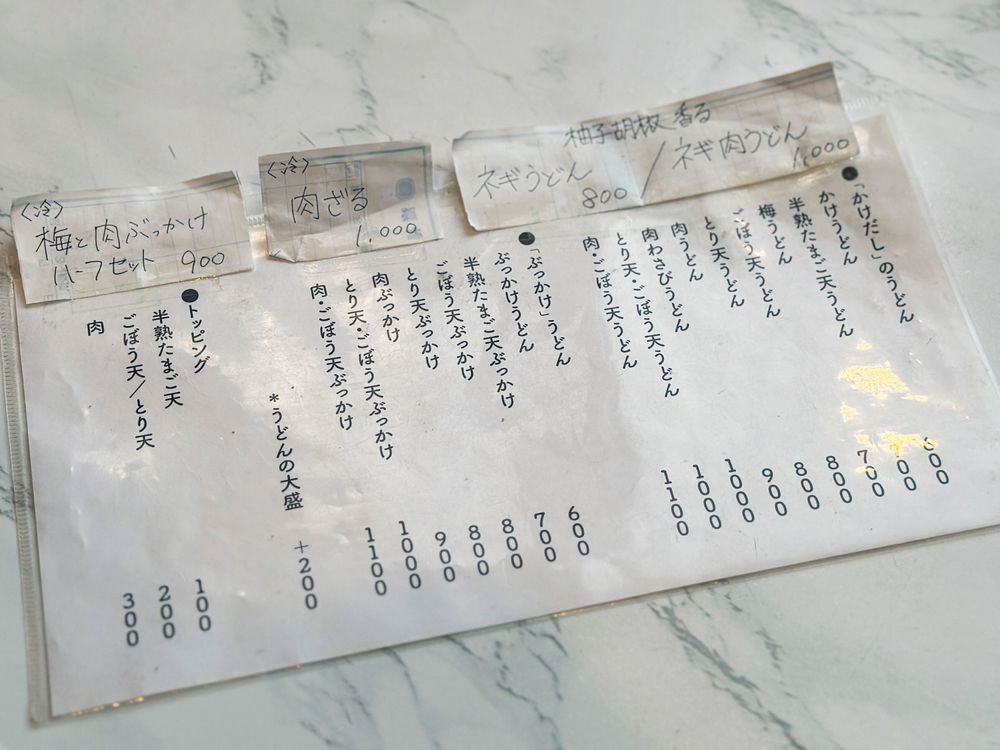 〈冷〉
梅と肉ぶっかけ
ハーフセット 900
〈冷〉
肉ざる
1,000
柚子胡椒香る
ネギうどん 800 / ネギ肉うどん 1,000
●「かけだし」のうどん
かけうどん 600
半熟たまご天うどん
梅うどん 700
ごぼう天うどん 800
とり天うどん 800
肉うどん 900
肉わさびうどん 1000
とり天・ごぼう天うどん 1000
肉・ごぼう天うどん 1100
●「ぶっかけ」うどん
ぶっかけうどん 600
半熟たまご天ぶっかけ 700
ごぼう天ぶっかけ 800
とり天ぶっかけ 800
肉ぶっかけ 900
とり天・ごぼう天ぶっかけ 1000
肉・ごぼう天ぶっかけ 1100
*うどんの大盛 +200
●トッピング
半熟たまご天 100
ごぼう天/とり天 200
肉 300